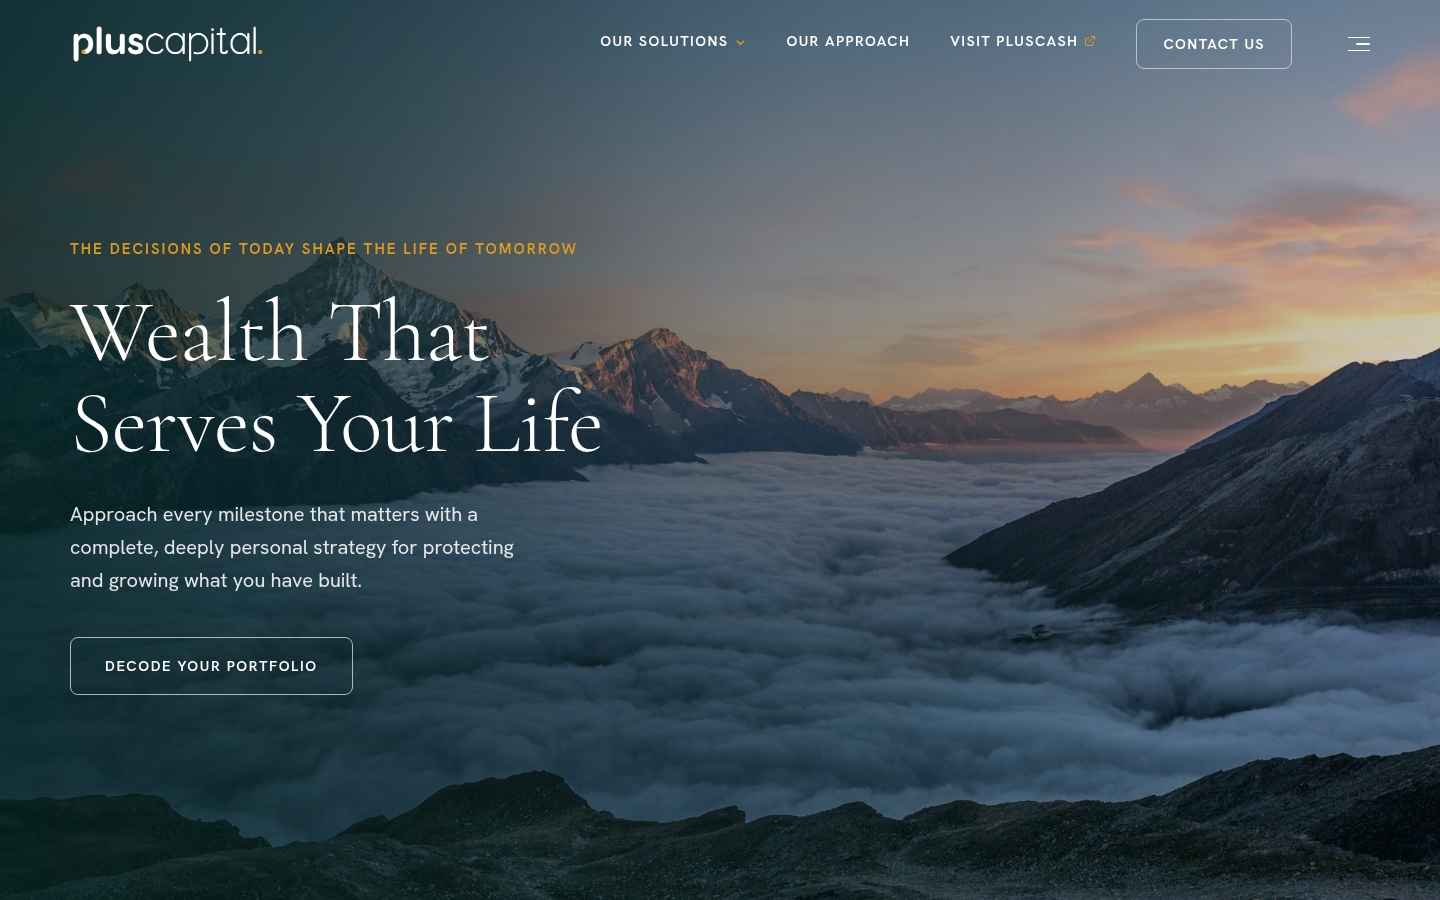 pluscapital.
OUR SOLUTIONS
OUR APPROACH
VISIT PLUSCASH
CONTACT US
THE DECISIONS OF TODAY SHAPE THE LIFE OF TOMORROW
Wealth That
Serves Your Life
Approach every milestone that matters with a
complete, deeply personal strategy for protecting
and growing what you have built.
DECODE YOUR PORTFOLIO